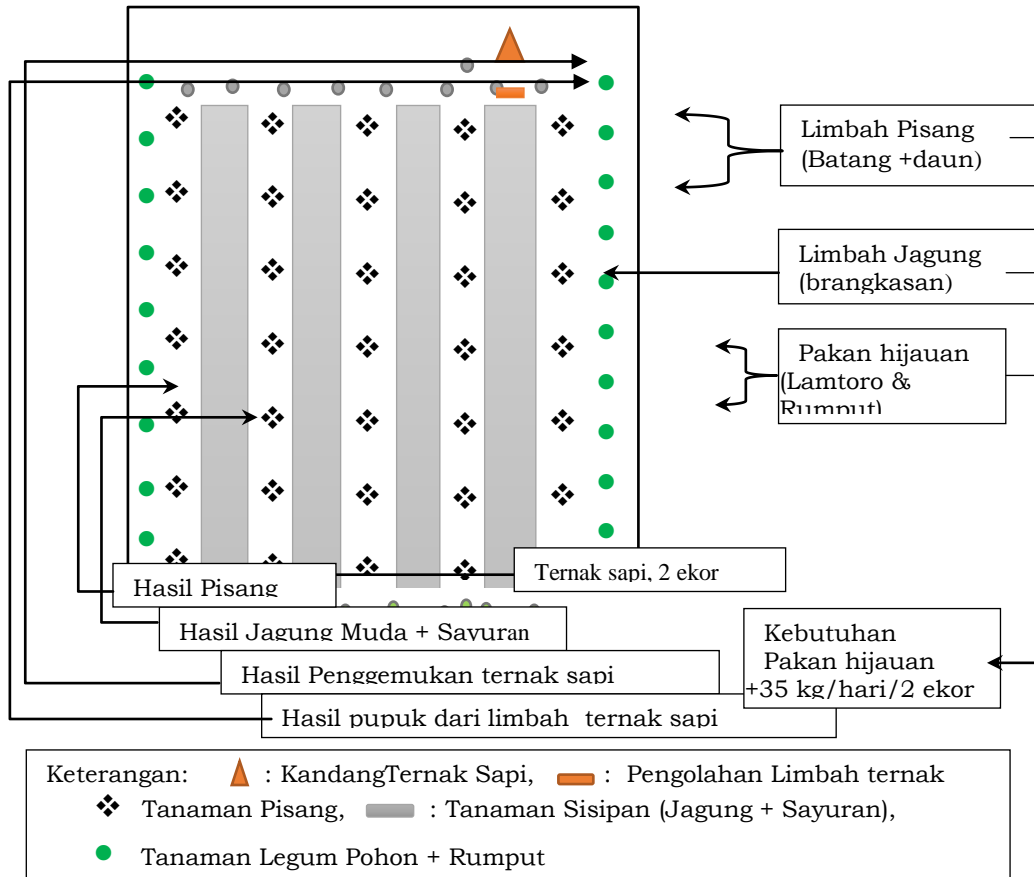 Limbah Pisang
(Batang +daun)
Limbah Jagung
(brangkasan)
Pakan hijauan
(Lamtoro &
Rumput)
Hasil Pisang
Ternak sapi, 2 ekor
Hasil Jagung Muda + Sayuran
Hasil Penggemukan ternak sapi
Hasil pupuk dari limbah ternak sapi
Kebutuhan
Pakan hijauan
+35 kg/hari/2 ekor
Keterangan: : KandangTernak Sapi, : Pengolahan Limbah ternak
Tanaman Pisang, : Tanaman Sisipan (Jagung + Sayuran),
Tanaman Legum Pohon + Rumput